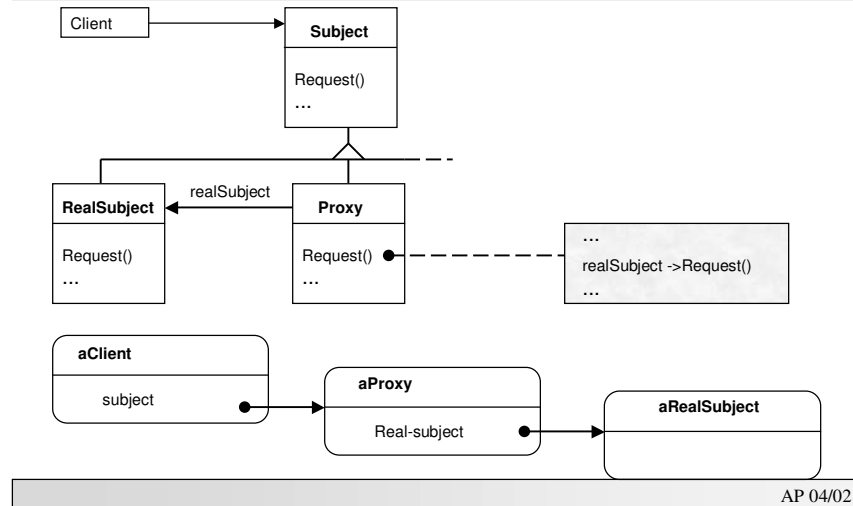 Client
Subject
Request()
...
realSubject
RealSubject
Request()
...
Proxy
Request()
...
...
realSubject ->Request()
...
aClient
subject
aProxy
Real-subject
aRealSubject
AP 04/02